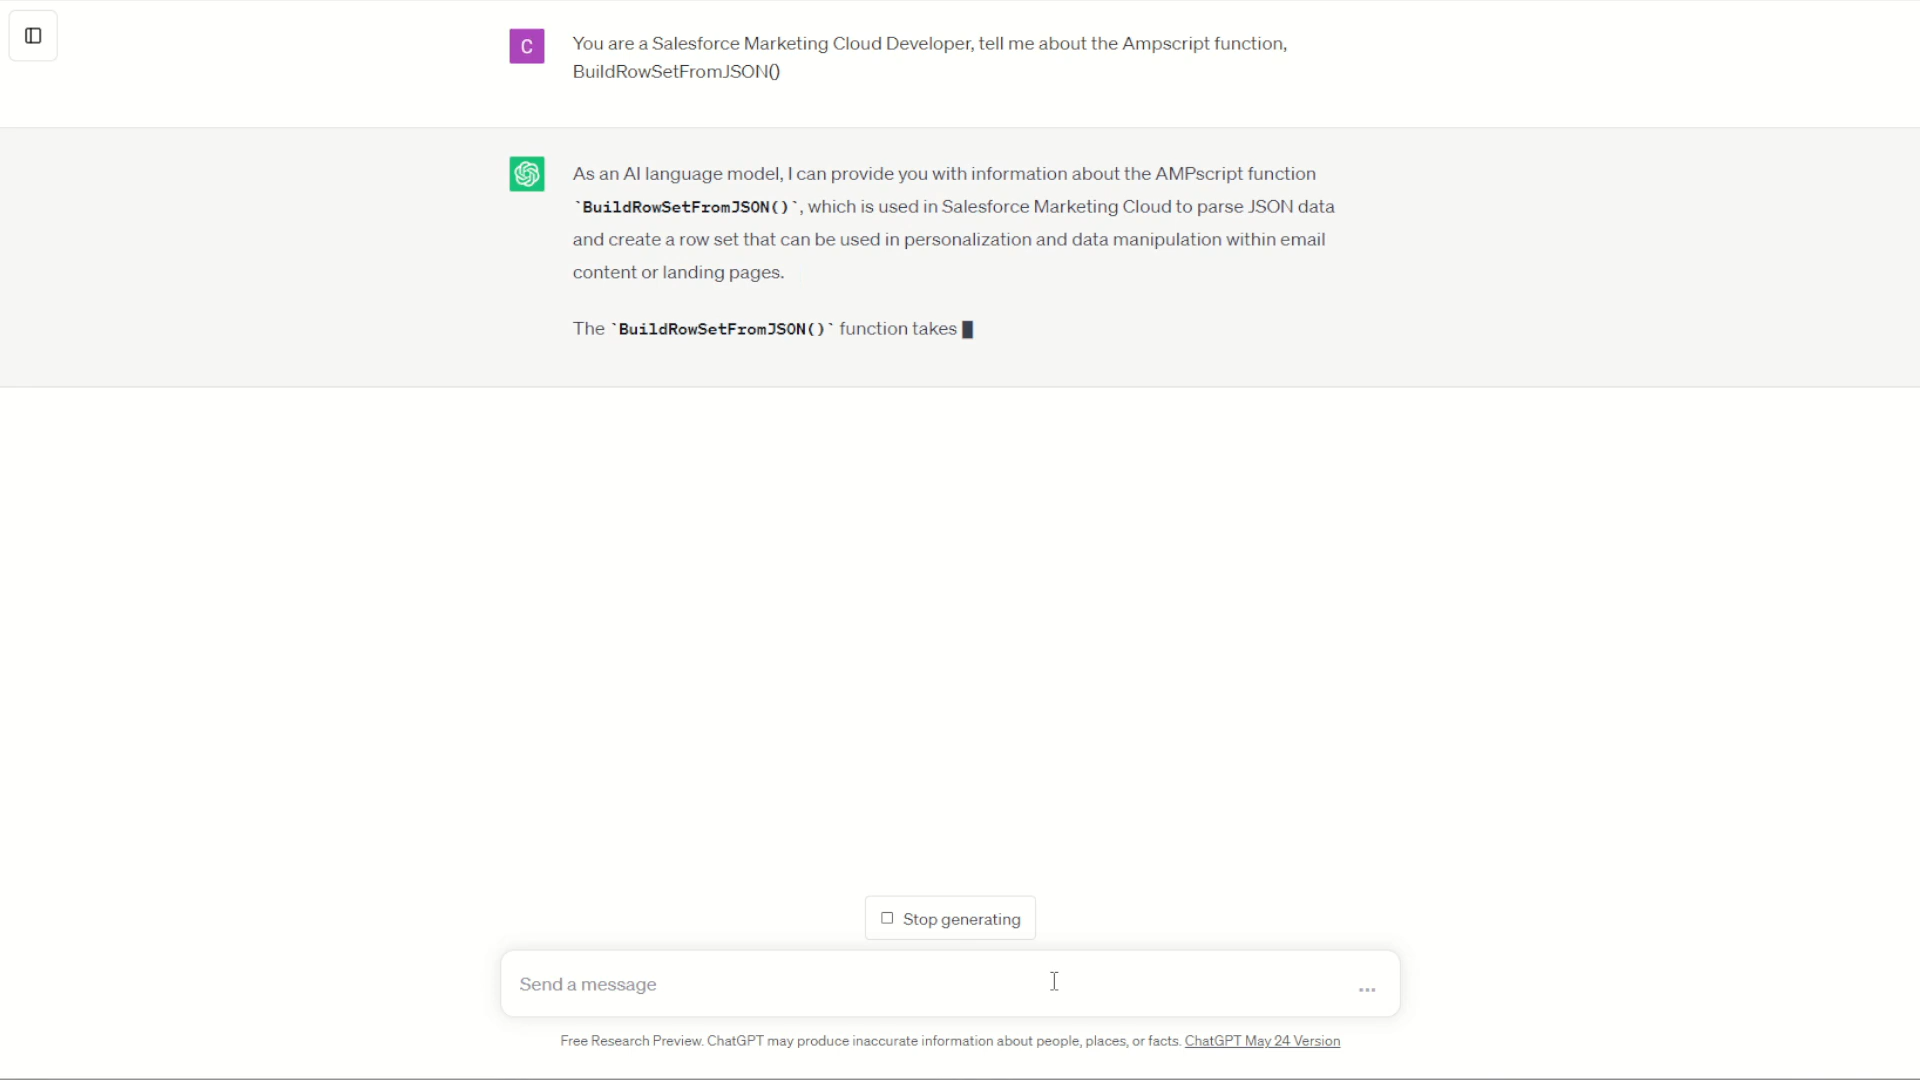 C
You are a Salesforce Marketing Cloud Developer, tell me about the Ampscript function,
BuildRowSetFromJSON()
As an AI language model, I can provide you with information about the AMPscript function
`BuildRowSetFromJSON()`, which is used in Salesforce Marketing Cloud to parse JSON data
and create a row set that can be used in personalization and data manipulation within email
content or landing pages.
The `BuildRowSetFromJSON()` function takes
Stop generating
Send a message
...
Free Research Preview. ChatGPT may produce inaccurate information about people, places, or facts. ChatGPT May 24 Version